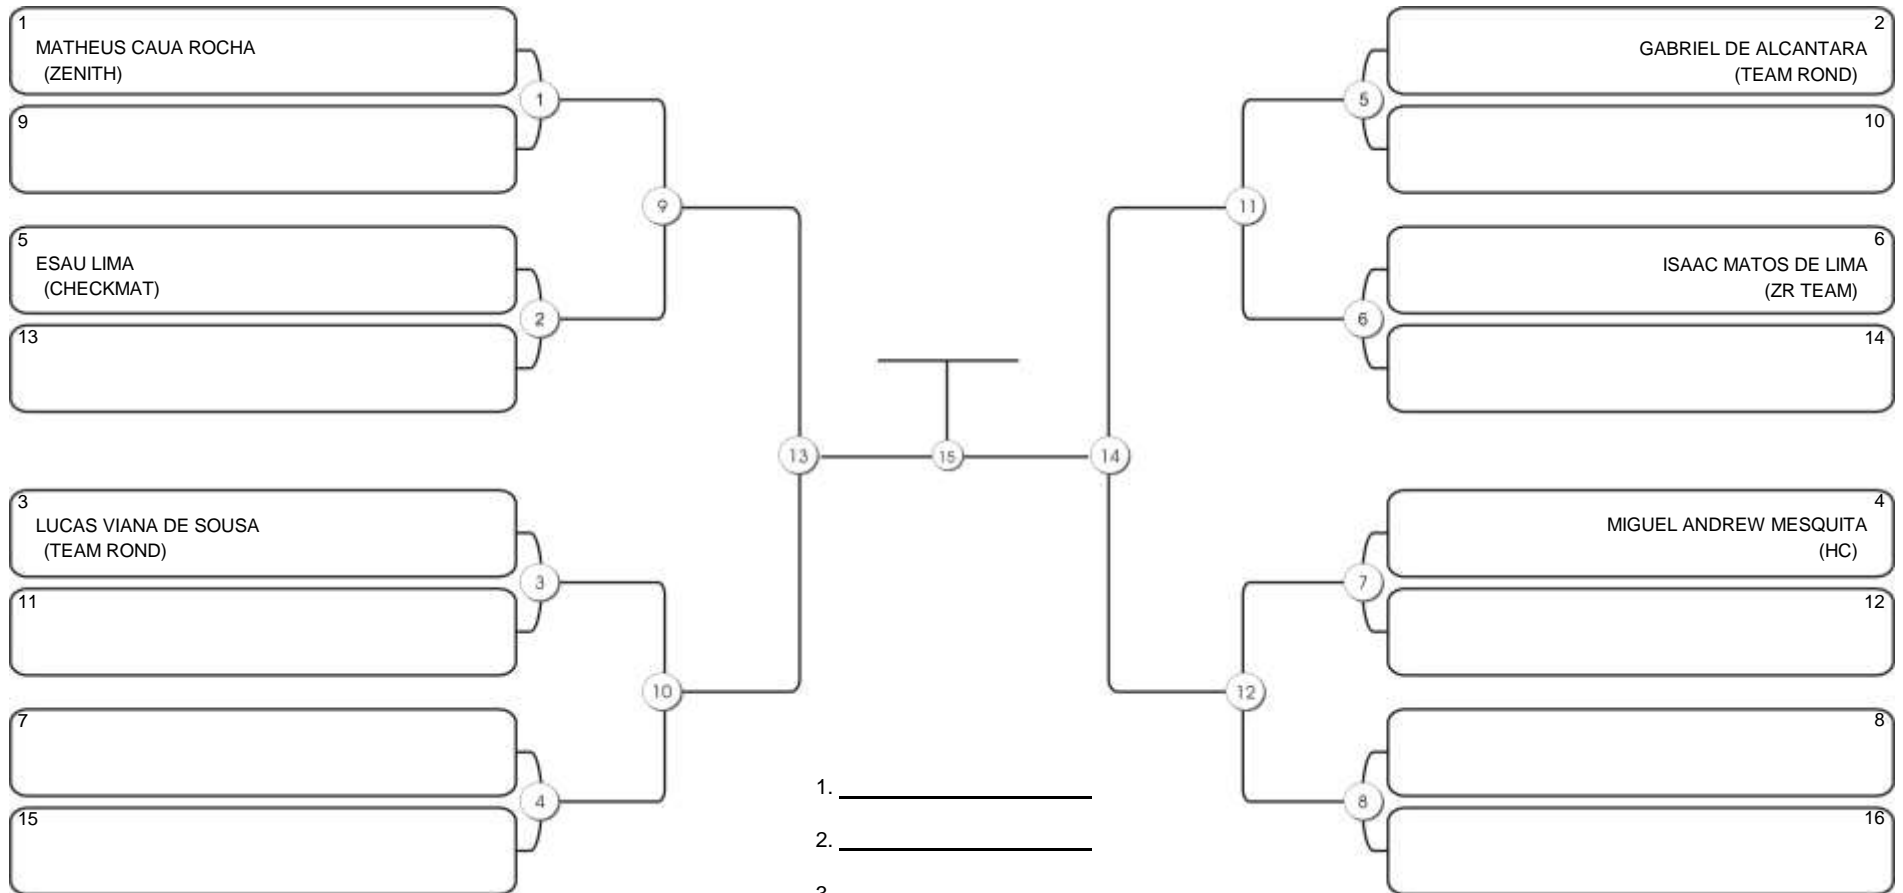 1
MATHEUS CAUA ROCHA
(ZENITH)
1
9
5
ESAU LIMA
(CHECKMAT)
2
13
9
3
LUCAS VIANA DE SOUSA
(TEAM ROND)
3
11
7
4
15
10
13
15
14
2
GABRIEL DE ALCANTARA
(TEAM ROND)
5
10
11
6
ISAAC MATOS DE LIMA
(ZR TEAM)
6
14
4
MIGUEL ANDREW MESQUITA
(HC)
7
12
12
8
8
16
1.
2.
3.